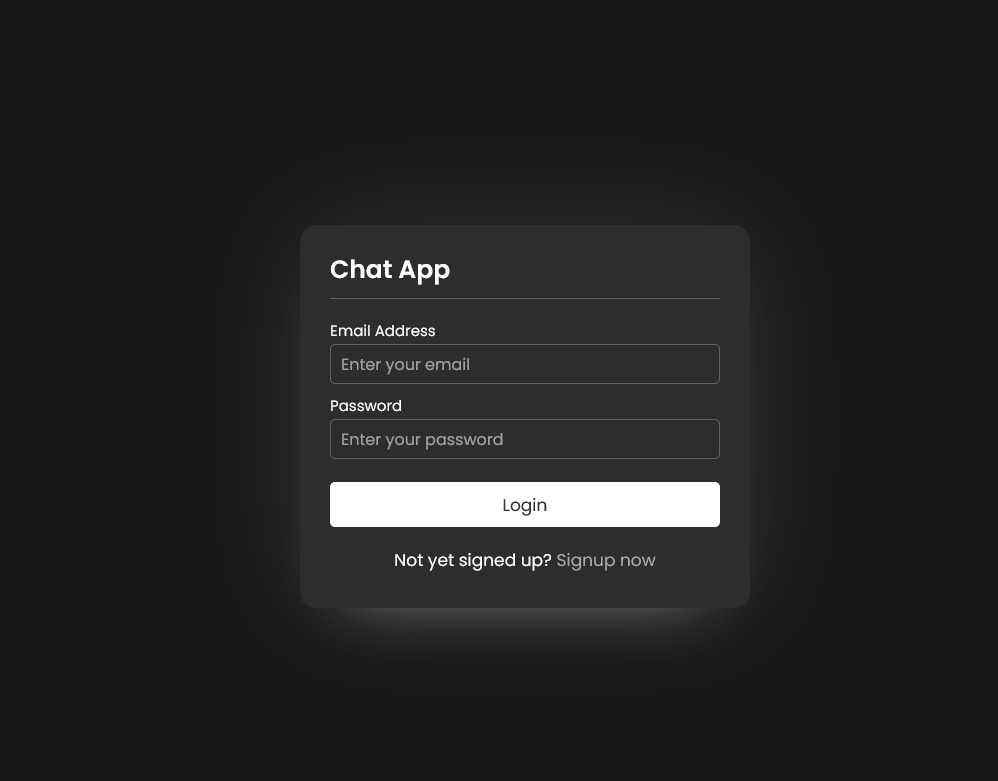 Chat App
Email Address
Enter your email
Password
Enter your password
Login
Not yet signed up? Signup now